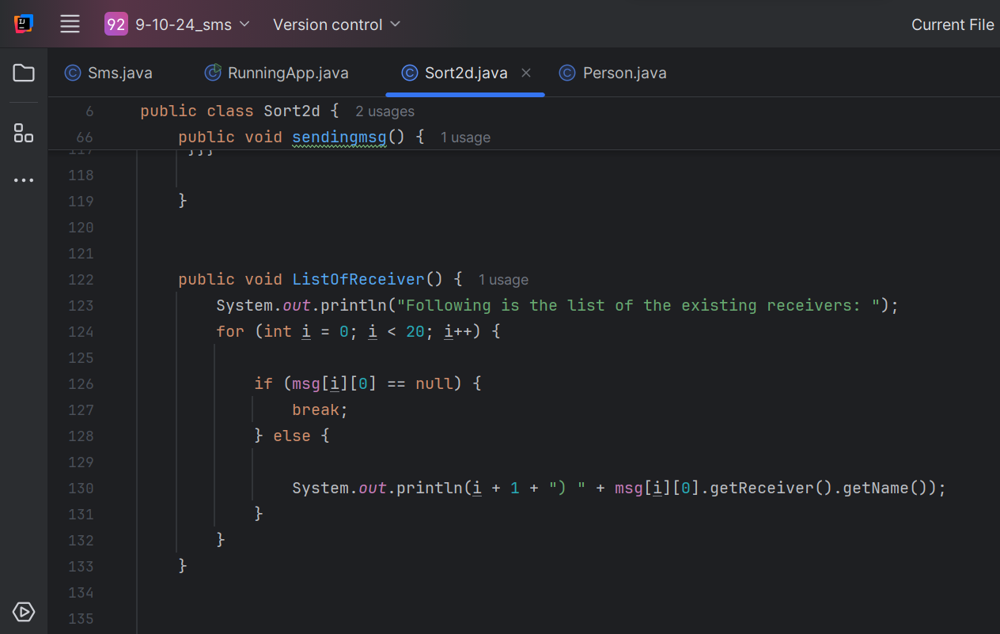 92 9-10-24_sms Version control Current File
Sms.java RunningApp.java Sort2d.java Person.java
6 public class Sort2d { 2 usages
66 public void sendingmsg() { 1 usage
117 }}}
118
119 }
120
121
122 public void ListOfReceiver() { 1 usage
123 System.out.println("Following is the list of the existing receivers: ");
124 for (int i = 0; i < 20; i++) {
125
126 if (msg[i][0] == null) {
127 break;
128 } else {
129
130 System.out.println(i + 1 + ") " + msg[i][0].getReceiver().getName());
131 }
132 }
133 }
134
135